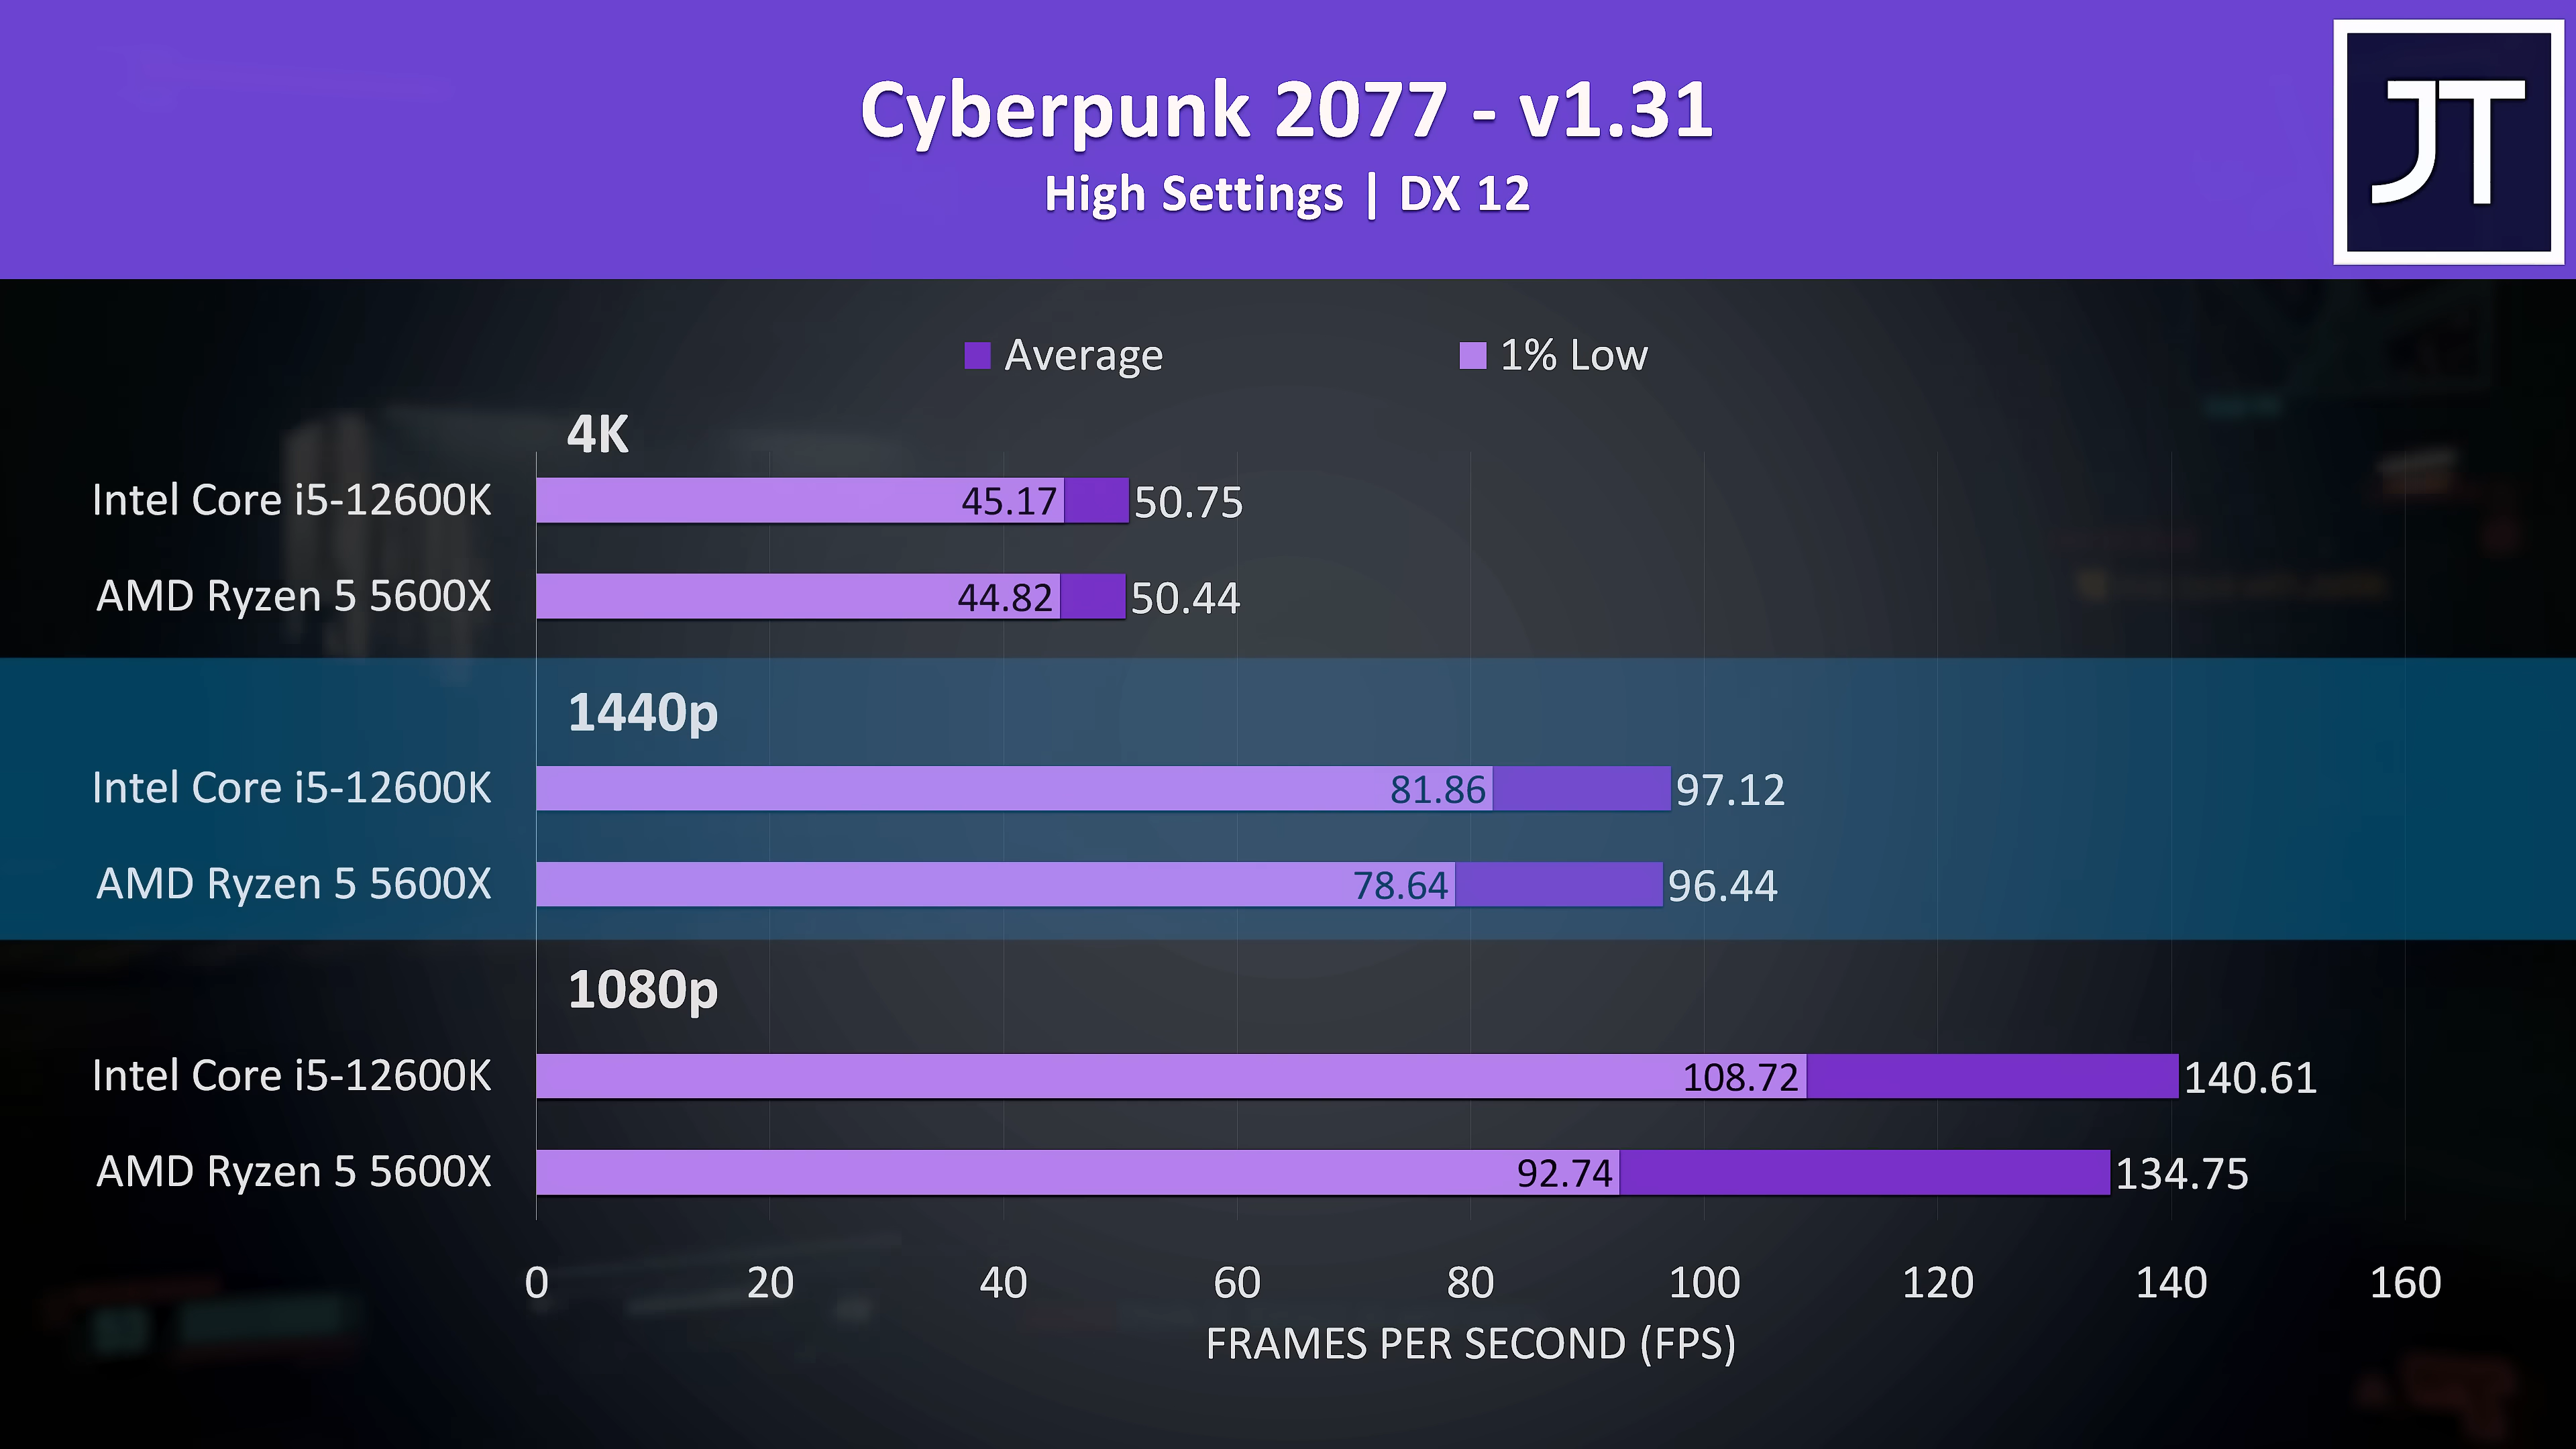 Cyberpunk 2077 - v1.31
High Settings | DX 12
JT
Average 1% Low
4K
Intel Core i5-12600K 45.17 50.75
AMD Ryzen 5 5600X 44.82 50.44
1440p
Intel Core i5-12600K 81.86 97.12
AMD Ryzen 5 5600X 78.64 96.44
1080p
Intel Core i5-12600K 108.72 140.61
AMD Ryzen 5 5600X 92.74 134.75
0 20 40 60 80 100 120 140 160
FRAMES PER SECOND (FPS)